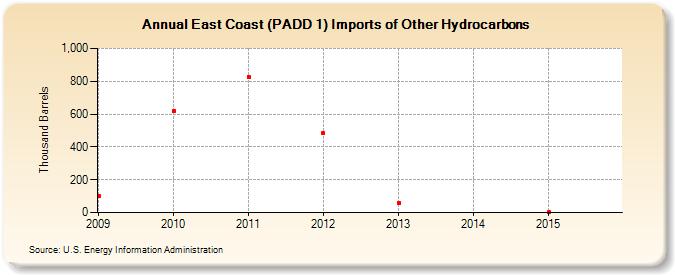 Annual East Coast (PADD 1) Imports of Other Hydrocarbons
Thousand Barrels
1,000
800
600
400
200
0
2009 2010 2011 2012 2013 2014 2015
Source: U.S. Energy Information Administration